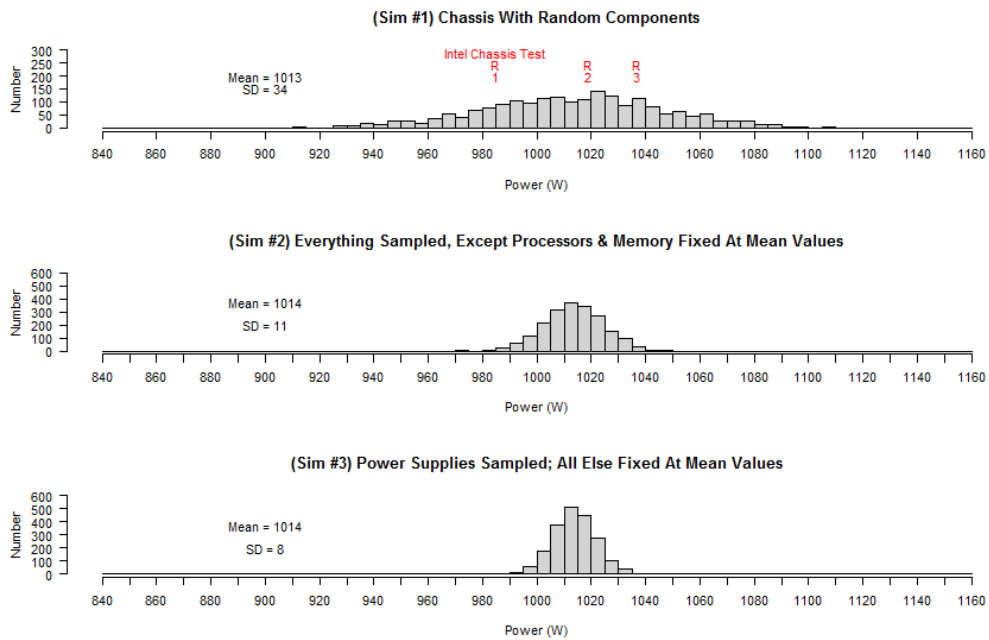 (Sim #1) Chassis With Random Components
Number
300
250
200
150
100
50
0
Mean = 1013
SD = 34
Intel Chassis Test
R R R
1 2 3
840 860 880 900 920 940 960 980 1000 1020 1040 1060 1080 1100 1120 1140 1160
Power (W)
(Sim #2) Everything Sampled, Except Processors & Memory Fixed At Mean Values
Number
600
500
400
300
200
100
0
Mean = 1014
SD = 11
840 860 880 900 920 940 960 980 1000 1020 1040 1060 1080 1100 1120 1140 1160
Power (W)
(Sim #3) Power Supplies Sampled; All Else Fixed At Mean Values
Number
600
500
400
300
200
100
0
Mean = 1014
SD = 8
840 860 880 900 920 940 960 980 1000 1020 1040 1060 1080 1100 1120 1140 1160
Power (W)